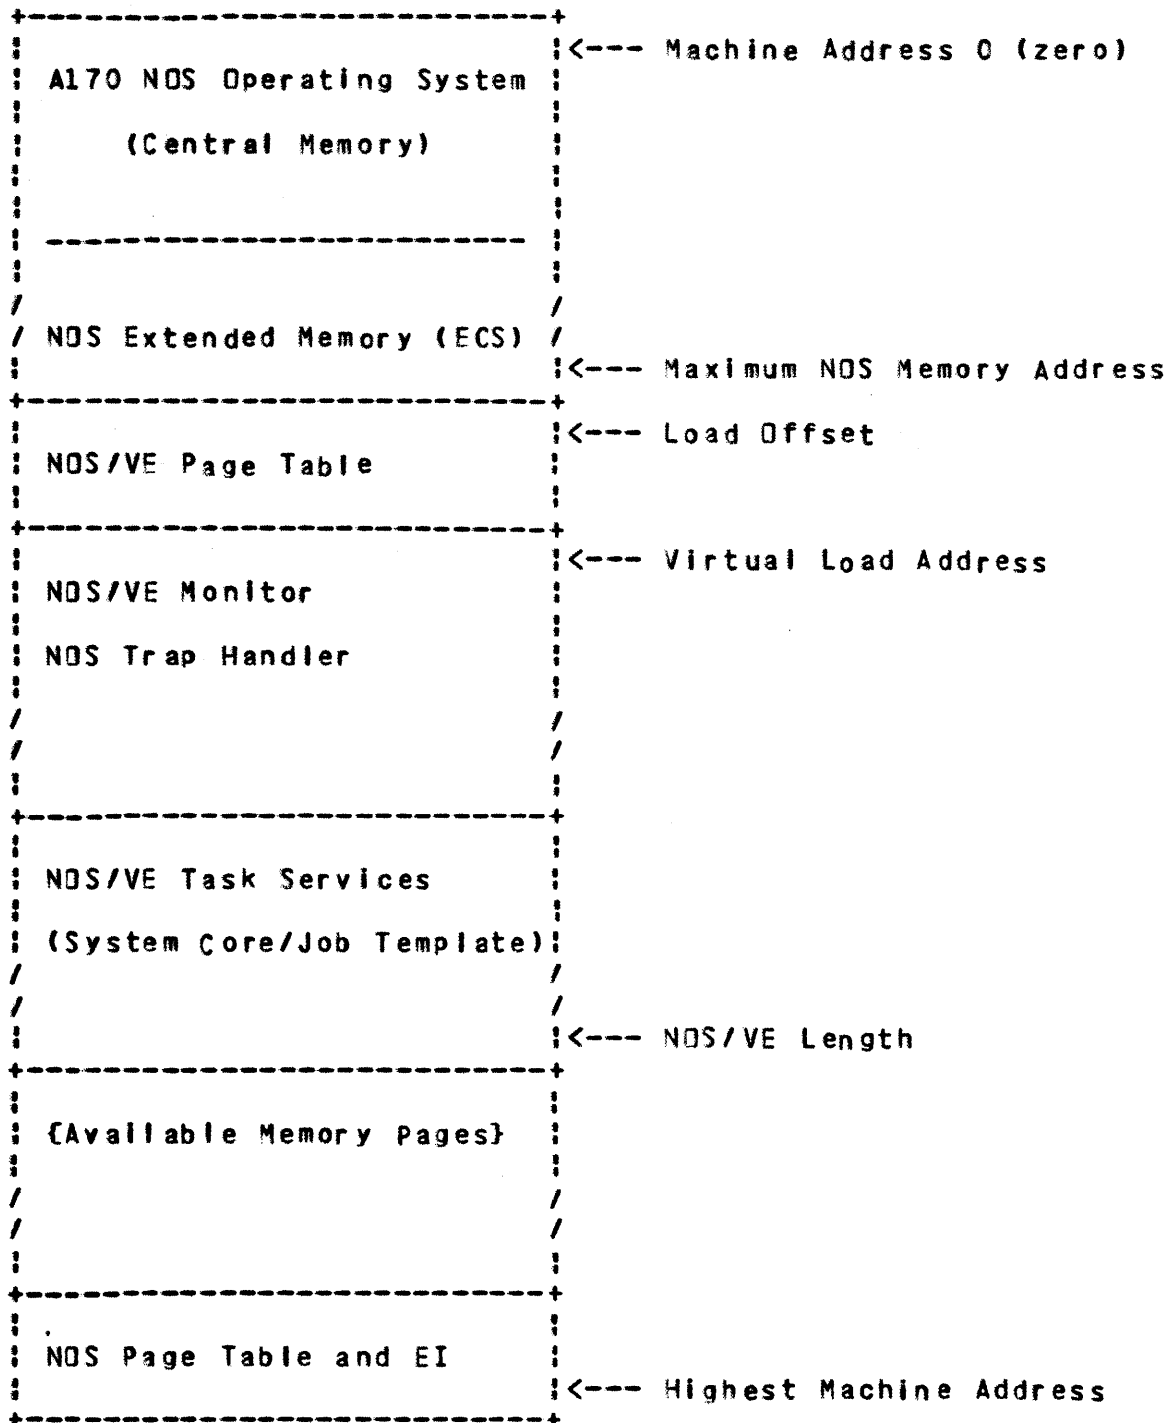 <--- Machine Address 0 (zero)
A170 NOS Operating System
(Central Memory)
NOS Extended Memory (ECS)
<--- Maximum NOS Memory Address
<--- Load Offset
NOS/VE Page Table
<--- Virtual Load Address
NOS/VE Monitor
NOS Trap Handler
NOS/VE Task Services
(System Core/Job Template)
<--- NOS/VE Length
{Available Memory Pages}
NOS Page Table and EI
<--- Highest Machine Address